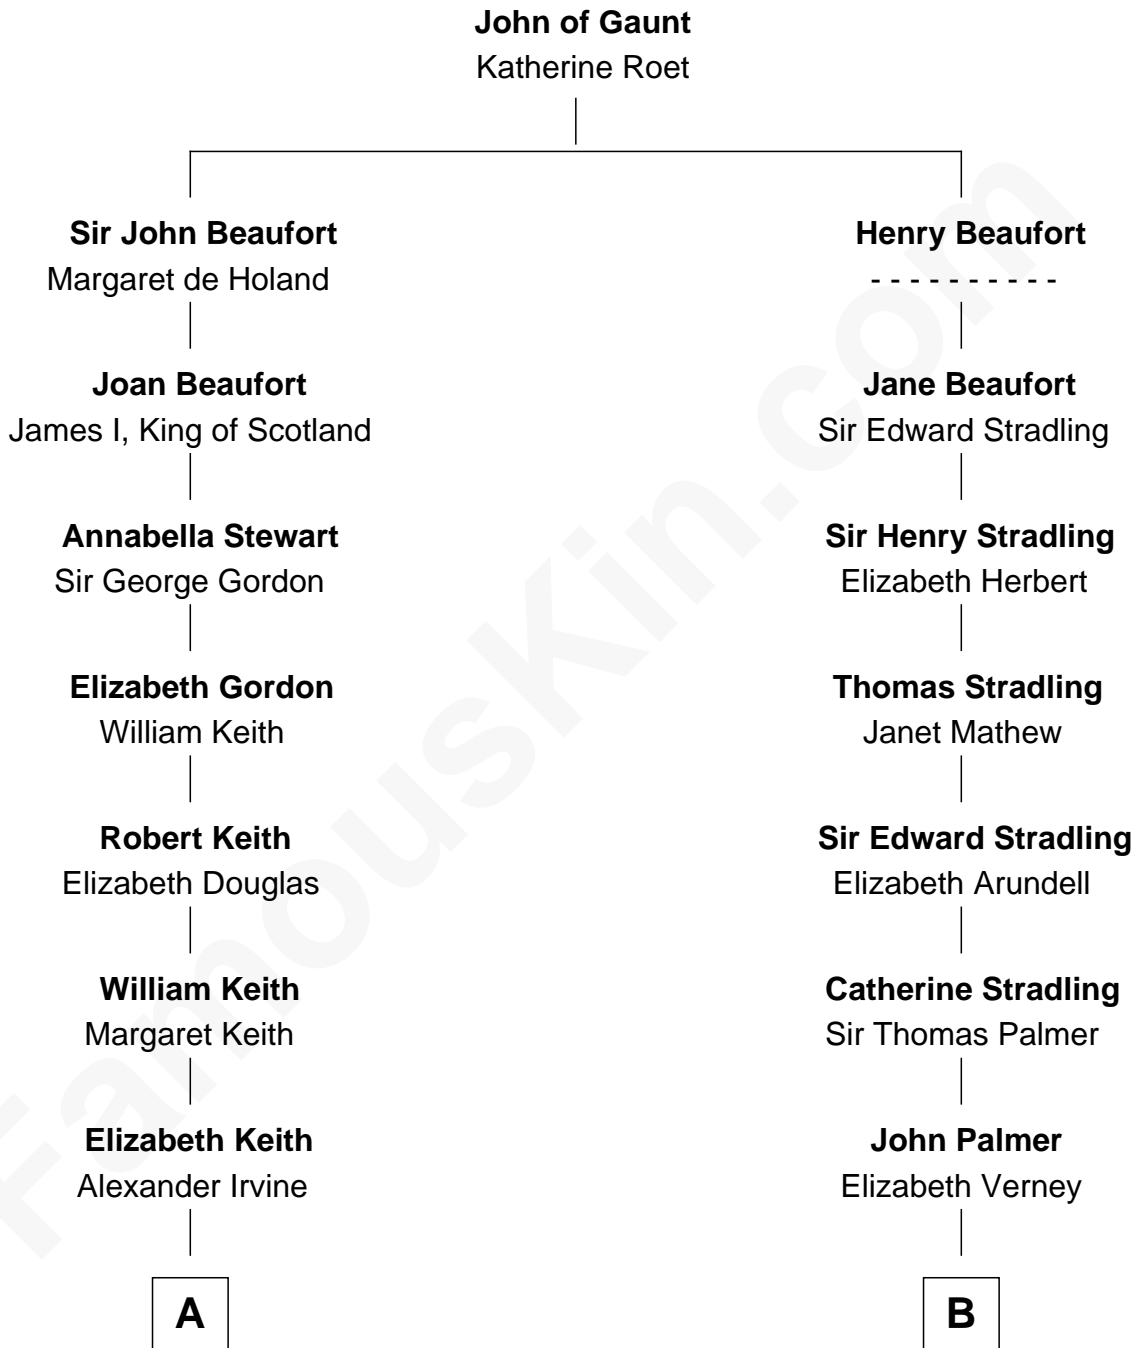 John of Gaunt
Katherine Roet
Sir John Beaufort
Margaret de Holand
Joan Beaufort
James I, King of Scotland
Annabella Stewart
Sir George Gordon
Elizabeth Gordon
William Keith
Robert Keith
Elizabeth Douglas
William Keith
Margaret Keith
Elizabeth Keith
Alexander Irvine
A
Henry Beaufort
- - - - - - - - - -
Jane Beaufort
Sir Edward Stradling
Sir Henry Stradling
Elizabeth Herbert
Thomas Stradling
Janet Mathew
Sir Edward Stradling
Elizabeth Arundell
Catherine Stradling
Sir Thomas Palmer
John Palmer
Elizabeth Verney
B
FamousKin.com